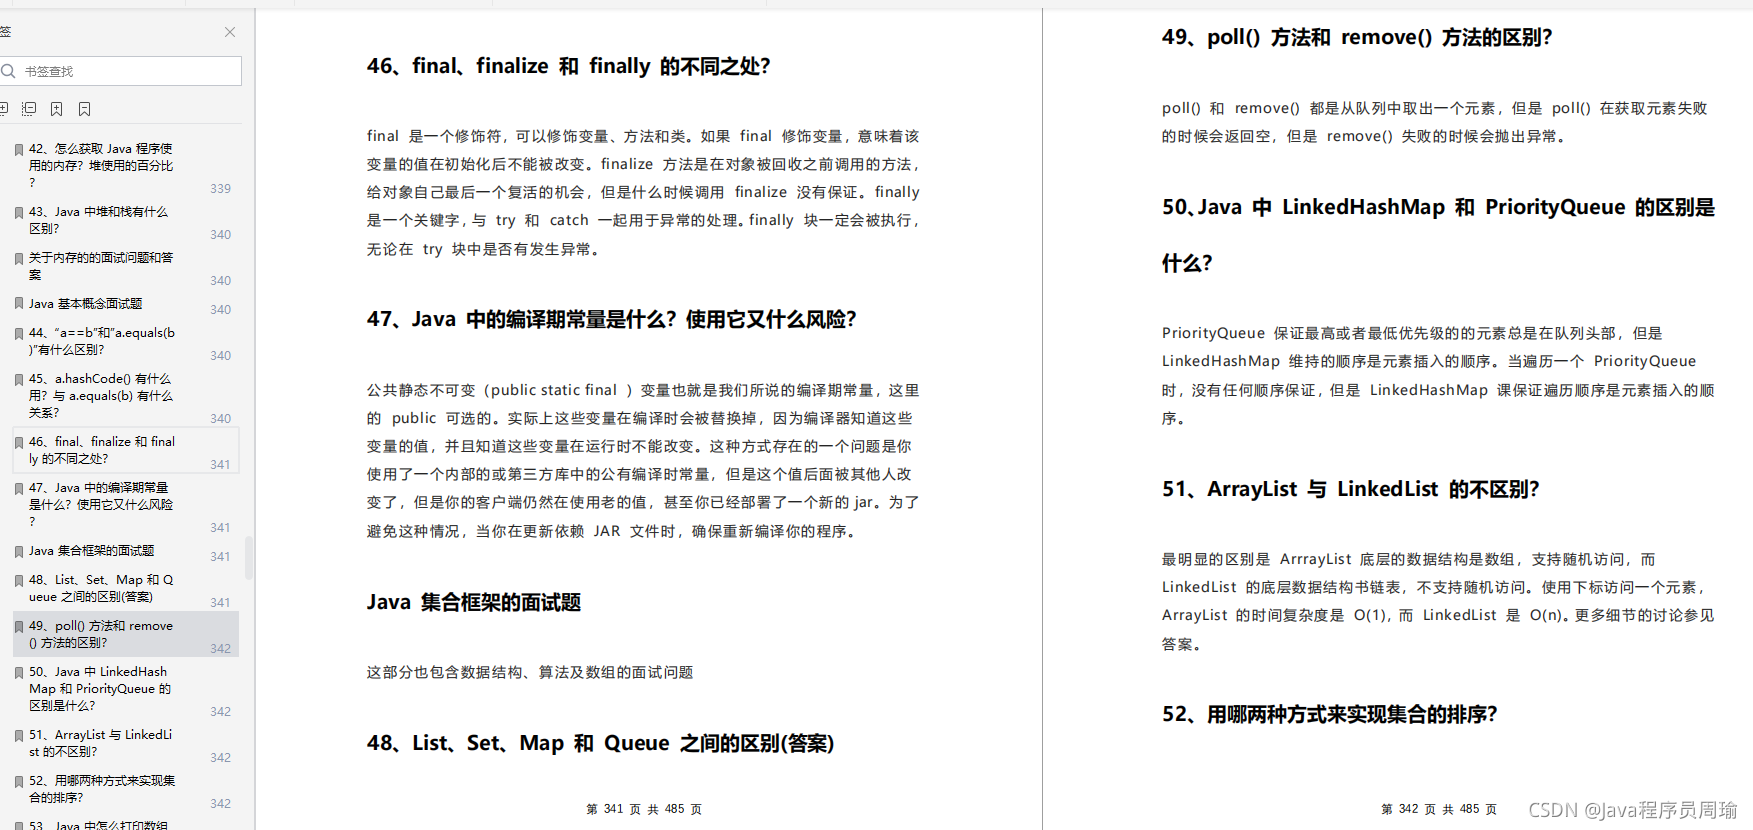 签
书签查找
42、怎么获取 Java 程序使
用的内存？堆使用的百分比
？
339
43、Java 中堆和栈有什么
区别？
340
关于内存的的面试问题和答
案
340
Java 基本概念面试题
340
44、“a==b”和”a.equals(b
)”有什么区别？
340
45、a.hashCode() 有什么
用？与 a.equals(b) 有什么
关系？
340
46、final、finalize 和 final
ly 的不同之处？
341
47、Java 中的编译期常量
是什么？使用它又什么风险
？
341
Java 集合框架的面试题
341
48、List、Set、Map 和 Q
ueue 之间的区别(答案)
341
49、poll() 方法和 remove
() 方法的区别？
342
50、Java 中 LinkedHash
Map 和 PriorityQueue 的
区别是什么？
342
51、ArrayList 与 LinkedLi
st 的不区别？
342
52、用哪两种方式来实现集
合的排序？
342
53、Java 中怎么打印数组
46、final、finalize 和 finally 的不同之处？
final 是一个修饰符，可以修饰变量、方法和类。如果 final 修饰变量，意味着该
变量的值在初始化后不能被改变。finalize 方法是在对象被回收之前调用的方法，
给对象自己最后一个复活的机会，但是什么时候调用 finalize 没有保证。finally
是一个关键字，与 try 和 catch 一起用于异常的处理。finally 块一定会被执行，
无论在 try 块中是否有发生异常。
47、Java 中的编译期常量是什么？使用它又什么风险？
公共静态不可变（public static final ）变量也就是我们所说的编译期常量，这里
的 public 可选的。实际上这些变量在编译时会被替换掉，因为编译器知道这些
变量的值，并且知道这些变量在运行时不能改变。这种方式存在的一个问题是你
使用了一个内部的或第三方库中的公有编译时常量，但是这个值后面被其他人改
变了，但是你的客户端仍然在使用老的值，甚至你已经部署了一个新的 jar。为了
避免这种情况，当你在更新依赖 JAR 文件时，确保重新编译你的程序。
Java 集合框架的面试题
这部分也包含数据结构、算法及数组的面试问题
48、List、Set、Map 和 Queue 之间的区别(答案)
第 341 页 共 485 页
49、poll() 方法和 remove() 方法的区别？
poll() 和 remove() 都是从队列中取出一个元素，但是 poll() 在获取元素失败
的时候会返回空，但是 remove() 失败的时候会抛出异常。
50、Java 中 LinkedHashMap 和 PriorityQueue 的区别是
什么？
PriorityQueue 保证最高或者最低优先级的的元素总是在队列头部，但是
LinkedHashMap 维持的顺序是元素插入的顺序。当遍历一个 PriorityQueue
时，没有任何顺序保证，但是 LinkedHashMap 课保证遍历顺序是元素插入的顺
序。
51、ArrayList 与 LinkedList 的不区别？
最明显的区别是 ArrrayList 底层的数据结构是数组，支持随机访问，而
LinkedList 的底层数据结构书链表，不支持随机访问。使用下标访问一个元素，
ArrayList 的时间复杂度是 O(1)，而 LinkedList 是 O(n)。更多细节的讨论参见
答案。
52、用哪两种方式来实现集合的排序？
第 342 页 共 485 页
CSDN @Java程序员周瑜